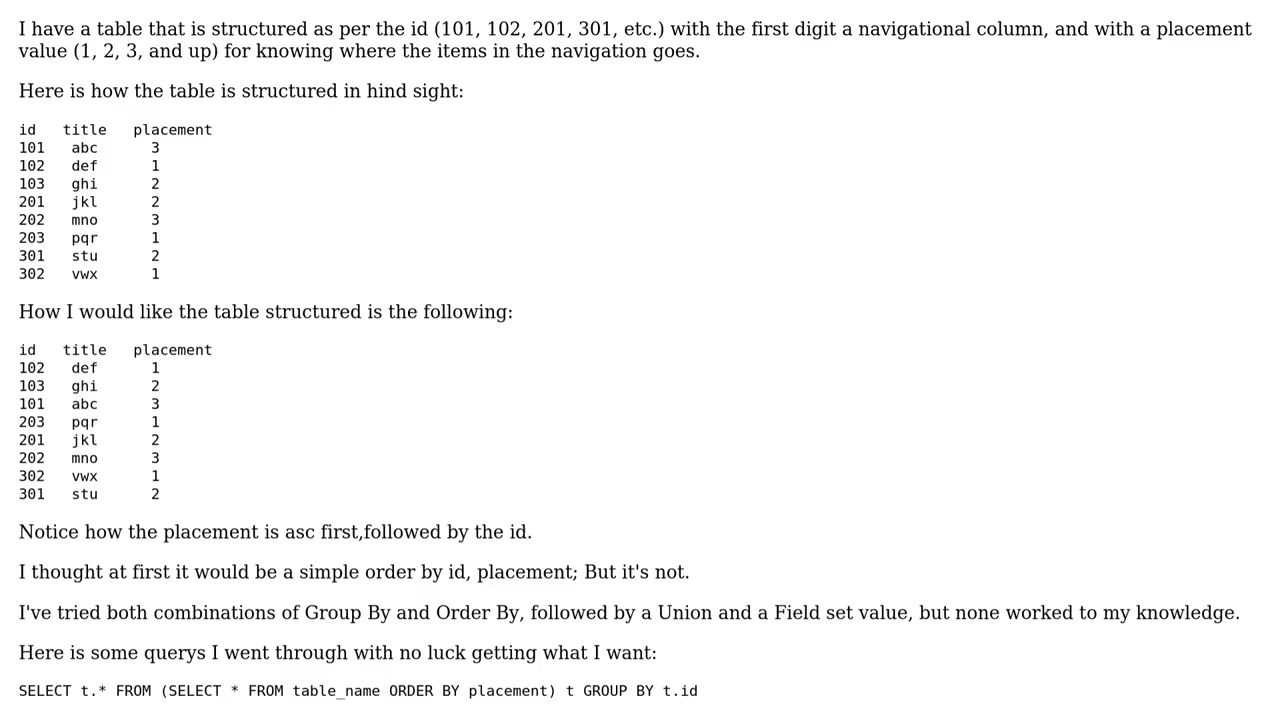 I have a table that is structured as per the id (101, 102, 201, 301, etc.) with the first digit a navigational column, and with a placement
value (1, 2, 3, and up) for knowing where the items in the navigation goes.
Here is how the table is structured in hind sight:
id   title   placement
101   abc      3
102   def      1
103   ghi      2
201   jkl      2
202   mno      3
203   pqr      1
301   stu      2
302   vwx      1
How I would like the table structured is the following:
id   title   placement
102   def      1
103   ghi      2
101   abc      3
203   pqr      1
201   jkl      2
202   mno      3
302   vwx      1
301   stu      2
Notice how the placement is asc first,followed by the id.
I thought at first it would be a simple order by id, placement; But it's not.
I've tried both combinations of Group By and Order By, followed by a Union and a Field set value, but none worked to my knowledge.
Here is some querys I went through with no luck getting what I want:
SELECT t.* FROM (SELECT * FROM table_name ORDER BY placement) t GROUP BY t.id